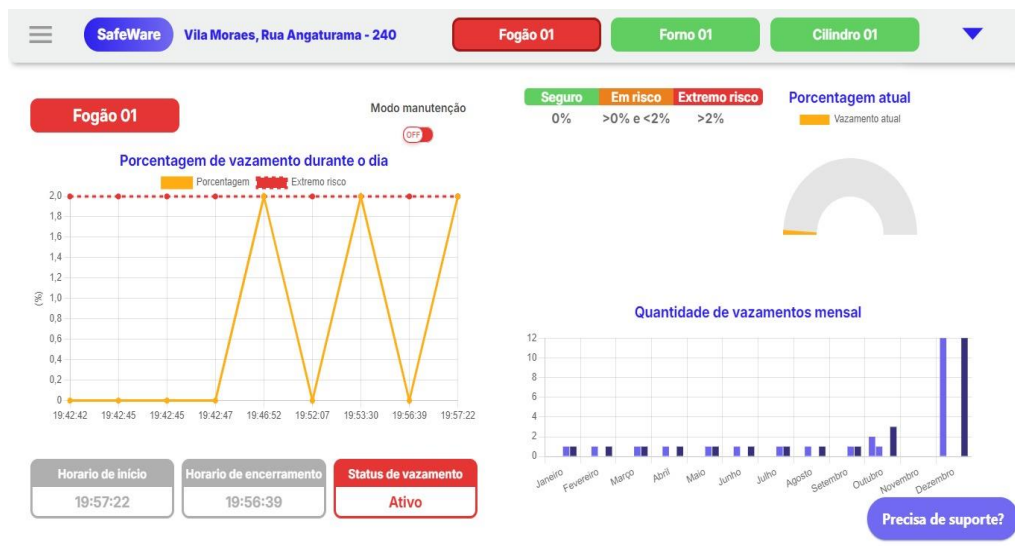 SafeWare Vila Moraes, Rua Angaturama - 240 Fogão 01 Forno 01 Cilindro 01
Fogão 01
Modo manutenção
OFF
Porcentagem de vazamento durante o dia
Porcentagem Extremo risco
2,0
1,8
1,6
1,4
1,2
1,0
0,8
0,6
0,4
0,2
0
(%)
19:42:42 19:42:45 19:42:45 19:42:47 19:46:52 19:52:07 19:53:30 19:56:39 19:57:22
Horario de início Horario de encerramento Status de vazamento
19:57:22 19:56:39 Ativo
Seguro Em risco Extremo risco
0% >0% e <2% >2%
Porcentagem atual
Vazamento atual
Quantidade de vazamentos mensal
12
10
8
6
4
2
0
Janeiro Fevereiro Março Abril Maio Junho Julho Agosto Setembro Outubro Novembro Dezembro
Precisa de suporte?